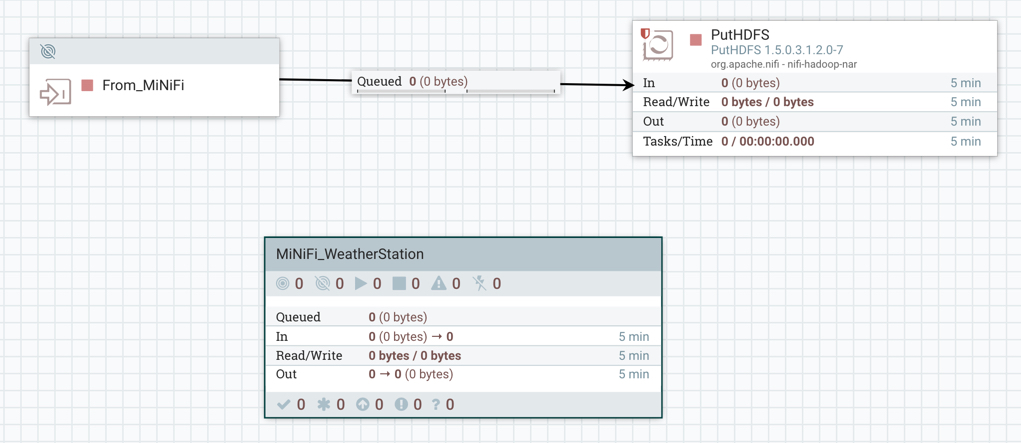 From_MiNiFi
Queued 0 (0 bytes)
PutHDFS
PutHDFS 1.5.0.3.1.2.0-7
org.apache.nifi - nifi-hadoop-nar
In 0 (0 bytes) 5 min
Read/Write 0 bytes / 0 bytes 5 min
Out 0 (0 bytes) 5 min
Tasks/Time 0 / 00:00:00.000 5 min
MiNiFi_WeatherStation
0 0 0 0 0 0
Queued 0 (0 bytes)
In 0 (0 bytes) → 0 5 min
Read/Write 0 bytes / 0 bytes 5 min
Out 0 → 0 (0 bytes) 5 min
0 0 0 0 ? 0